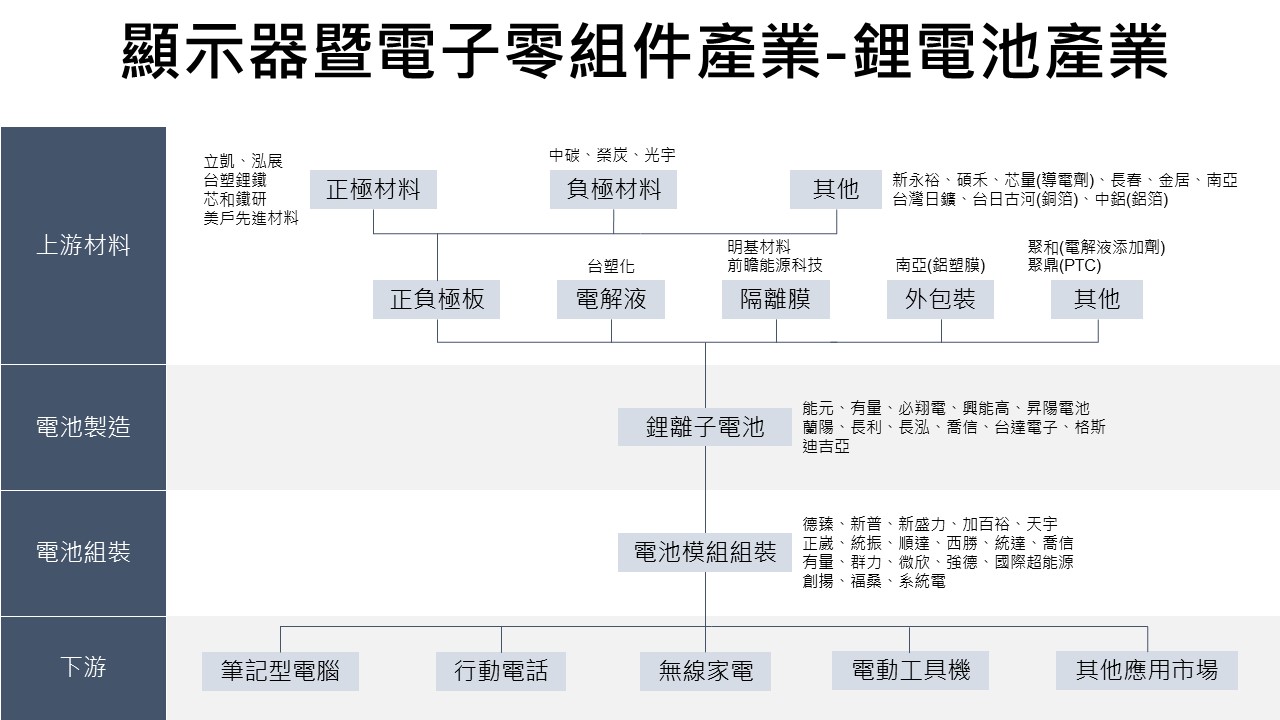 顯示器暨電子零組件產業-鋰電池產業
上游材料
立凱、泓展
台塑鋰鐵
芯和鐵研
美戶先進材料
正極材料
中碳、榮炭、光宇
負極材料
其他
新永裕、碩禾、芯量(導電劑)、長春、金居、南亞
台灣日鑛、台日古河(銅箔)、中鋁(鋁箔)
正負極板
台塑化
電解液
明基材料
前瞻能源科技
隔離膜
南亞(鋁塑膜)
外包裝
聚和(電解液添加劑)
聚鼎(PTC)
其他
電池製造
鋰離子電池
能元、有量、必翔電、興能高、昇陽電池
蘭陽、長利、長泓、喬信、台達電子、格斯
迪吉亞
電池組裝
電池模組組裝
德臻、新普、新盛力、加百裕、天宇
正崴、統振、順達、西勝、統達、喬信
有量、群力、微欣、強德、國際超能源
創揚、福桑、系統電
下游
筆記型電腦
行動電話
無線家電
電動工具機
其他應用市場